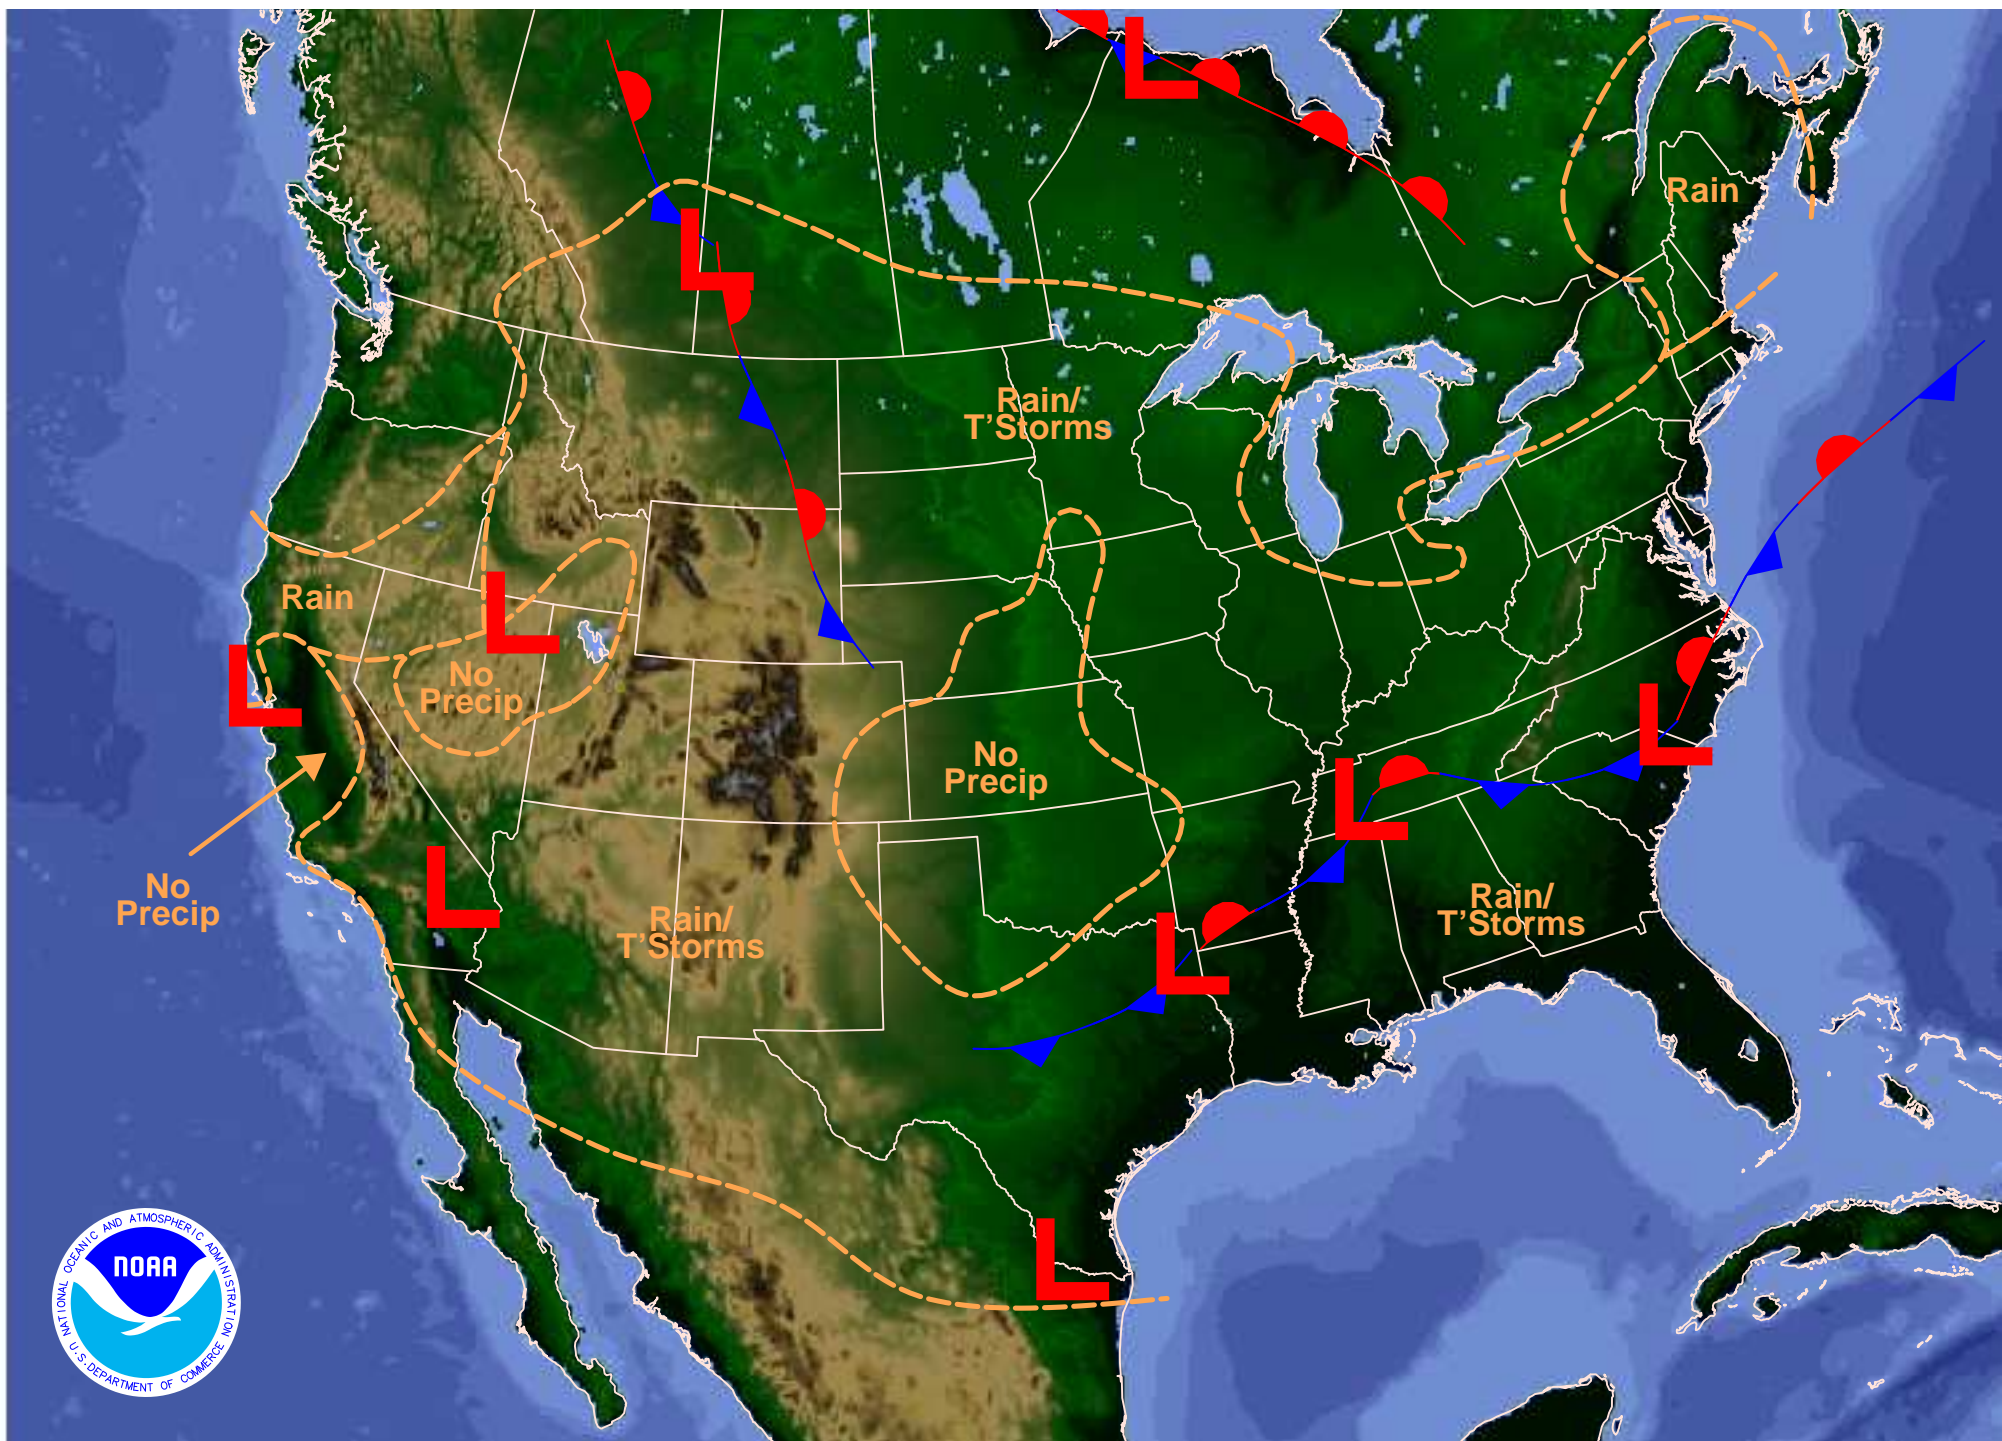 L
L
Rain
L
Rain/
T'Storms
L
Rain
L
No
Precip
L
No
Precip
L
L
No
Precip
L
Rain/
T'Storms
Rain/
T'Storms
L
L
NATIONAL OCEANIC AND ATMOSPHERIC ADMINISTRATION
NOAA
U.S. DEPARTMENT OF COMMERCE